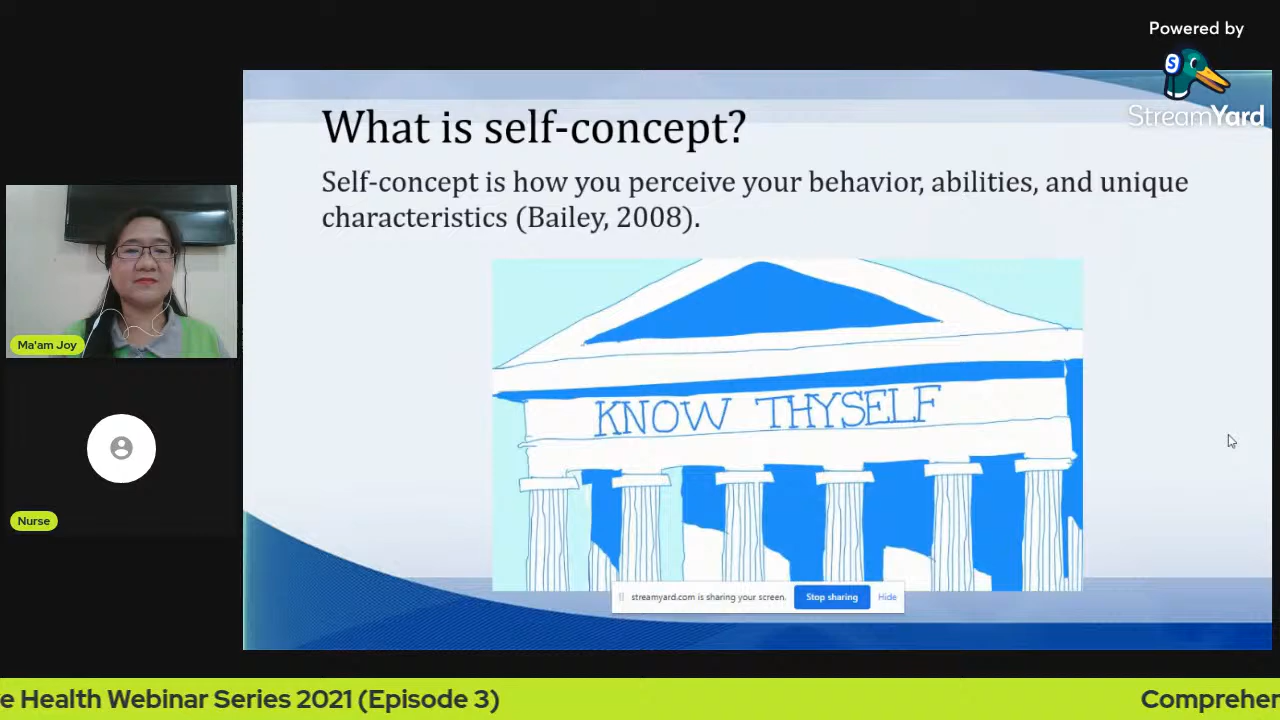 Powered by
StreamYard
What is self-concept?
Self-concept is how you perceive your behavior, abilities, and unique
characteristics (Bailey, 2008).
KNOW THYSELF
Ma'am Joy
Nurse
streamyard.com is sharing your screen.
Stop sharing
Hide
e Health Webinar Series 2021 (Episode 3)
Comprehen